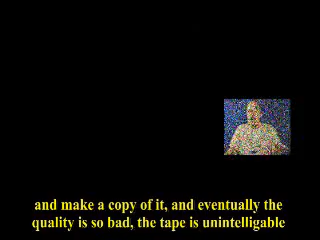 and make a copy of it, and eventually the
quality is so bad, the tape is unintelligable